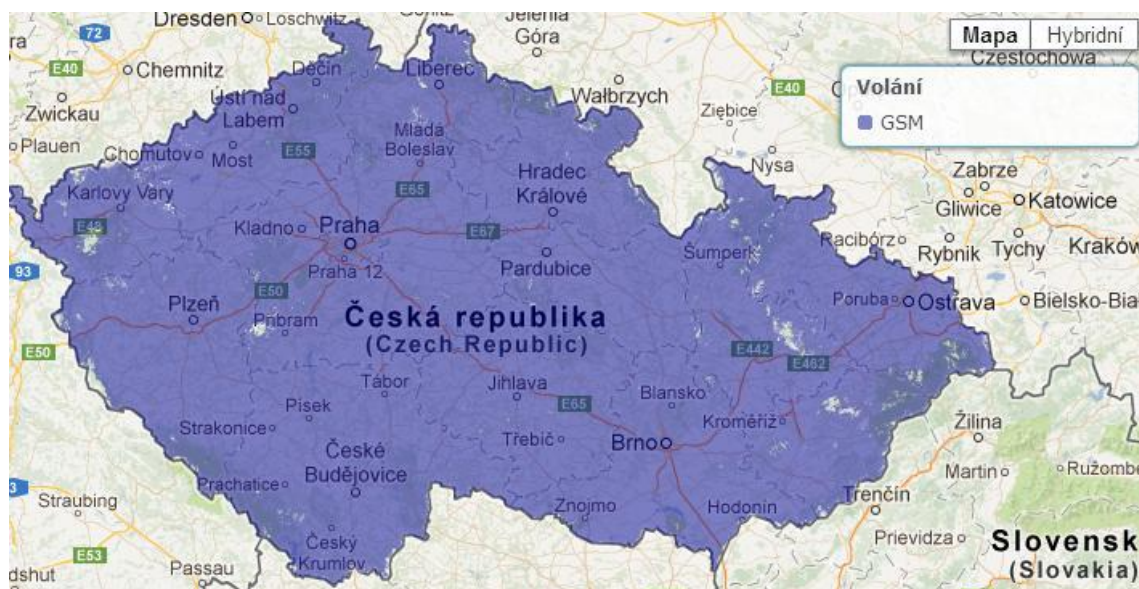 Dresden
Loschwitz
Jelenia
Góra
Mapa
Hybridní
72
E40
Chemnitz
Děčín
Liberec
Częstochowa
Zwickau
Ústí nad
Labem
Wałbrzych
Ziębice
E40
Volání
GSM
Plauen
Chomutov
Most
E55
Mladá
Boleslav
Nysa
Karlovy Vary
E65
Hradec
Králové
Zabrze
Gliwice
Katowice
E48
Kladno
Praha
E67
Racibórz
Rybnik
Tychy
Kraków
Praha 12
Pardubice
Šumperk
93
E50
Plzeň
Příbram
Česká republika
(Czech Republic)
Poruba
Ostrava
Bielsko-Bia
E50
E442
E462
Tábor
Jihlava
Blansko
Písek
E65
Kroměříž
Žilina
Strakonice
Třebíč
Brno
České
Budějovice
Martin
Ružombe
3
Straubing
Prachatice
Znojmo
Hodonín
Trenčín
Prievidza
E53
Český
Krumlov
Slovensk
(Slovakia)
dshut
Passau